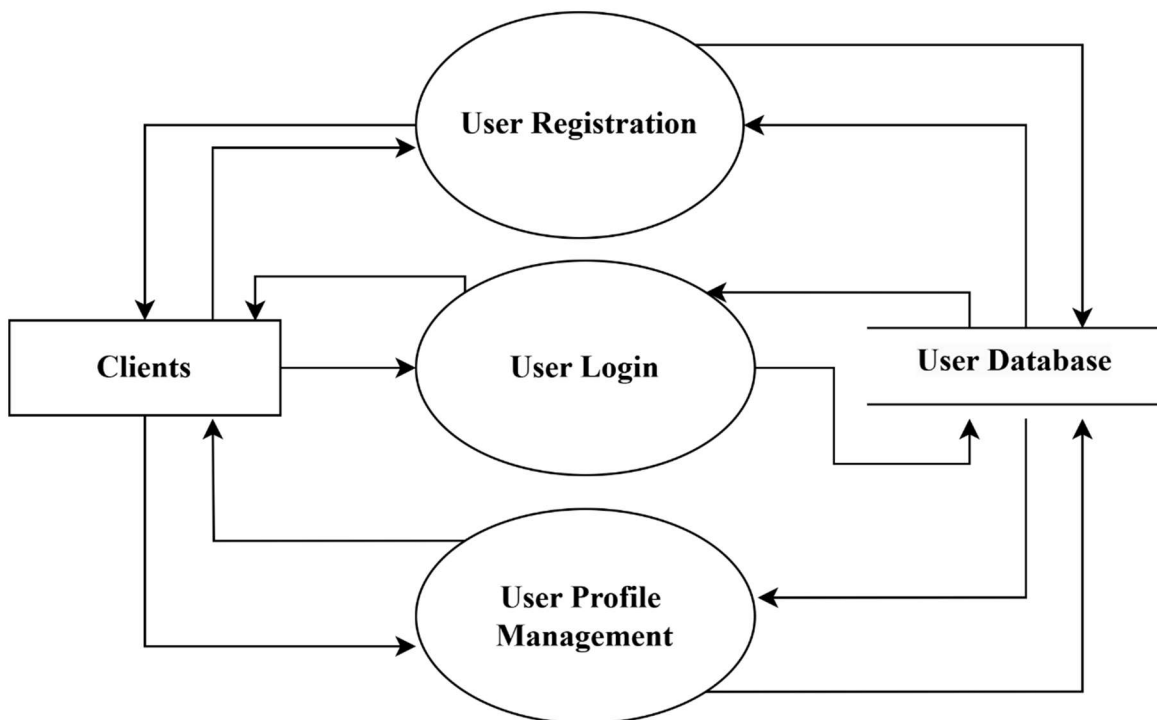 User Registration
Clients
User Login
User Database
User Profile
Management